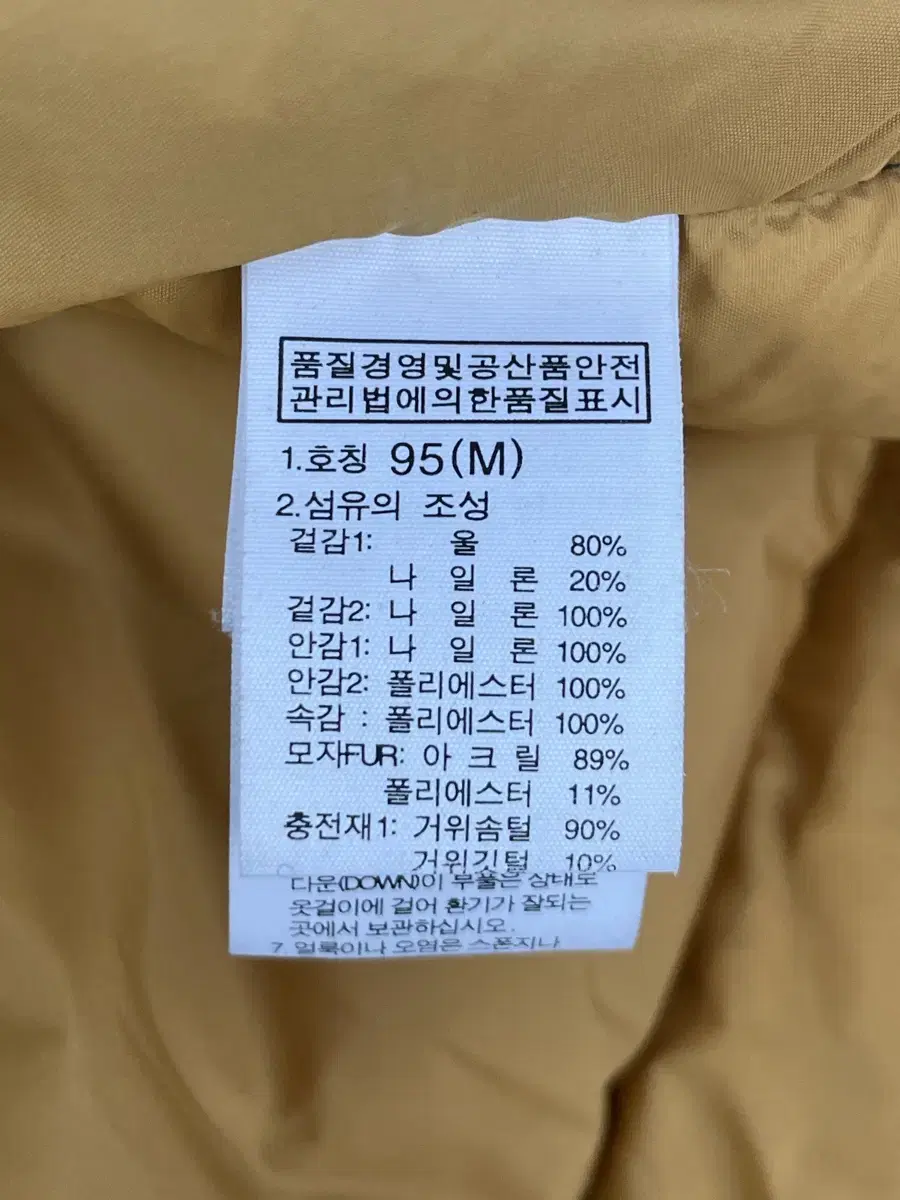 품질경영및공산품안전
관리법에의한품질표시
1.호칭 95(M)
2.섬유의 조성
겉감1: 울 80%
나 일 론 20%
겉감2: 나 일 론 100%
안감1: 나 일 론 100%
안감2: 폴리에스터 100%
속감 : 폴리에스터 100%
모자FUR: 아 크 릴 89%
폴리에스터 11%
충전재1: 거위솜털 90%
거위깃털 10%
다운(DOWN)이 부풀은 상태로
옷걸이에 걸어 환기가 잘되는
곳에서 보관하십시오.
7. 얼룩이나 오염은 스폰지나